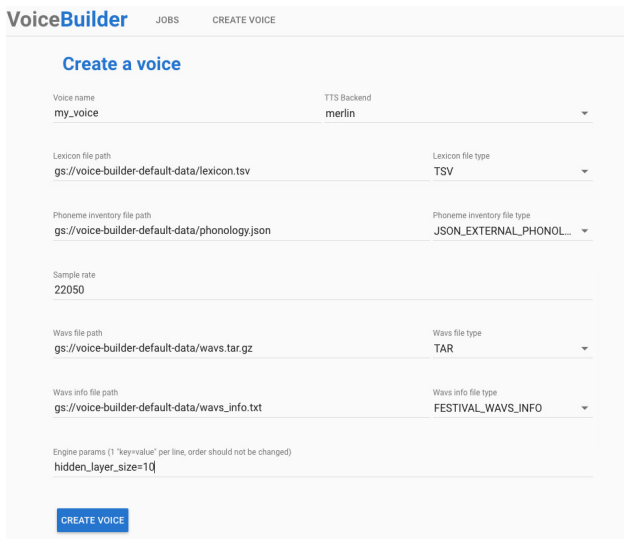 VoiceBuilder JOBS CREATE VOICE
Create a voice
Voice name TTS Backend
my_voice merlin
Lexicon file path Lexicon file type
gs://voice-builder-default-data/lexicon.tsv TSV
Phoneme inventory file path Phoneme inventory file type
gs://voice-builder-default-data/phonology.json JSON_EXTERNAL_PHONOL...
Sample rate
22050
Wavs file path Wavs file type
gs://voice-builder-default-data/wavs.tar.gz TAR
Wavs info file path Wavs info file type
gs://voice-builder-default-data/wavs_info.txt FESTIVAL_WAVS_INFO
Engine params (1 "key=value" per line, order should not be changed)
hidden_layer_size=10
CREATE VOICE